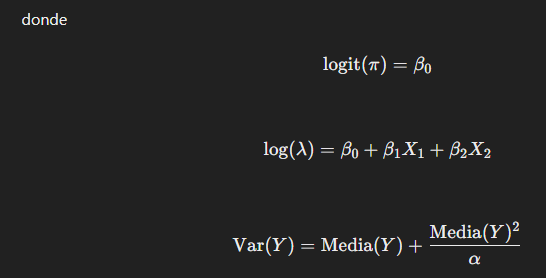 donde
logit(π) = β₀
log(λ) = β₀ + β₁X₁ + β₂X₂
Var(Y) = Media(Y) + Media(Y)² / α